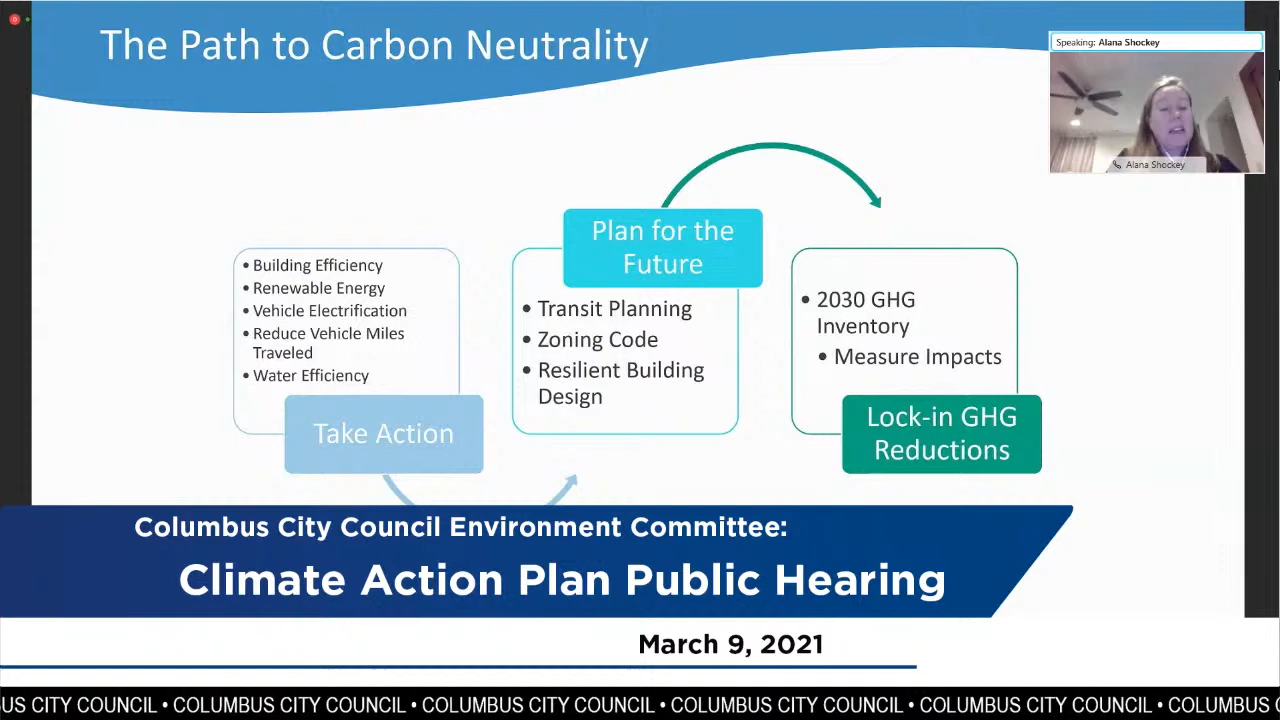 The Path to Carbon Neutrality
Speaking: Alana Shockey
Alana Shockey
• Building Efficiency
• Renewable Energy
• Vehicle Electrification
• Reduce Vehicle Miles
Traveled
• Water Efficiency
Take Action
Plan for the
Future
• Transit Planning
• Zoning Code
• Resilient Building
Design
• 2030 GHG
Inventory
• Measure Impacts
Lock-in GHG
Reductions
Columbus City Council Environment Committee:
Climate Action Plan Public Hearing
March 9, 2021
US CITY COUNCIL • COLUMBUS CITY COUNCIL • COLUMBUS CITY COUNCIL • COLUMBUS CITY COUNCIL • COLUMBUS C